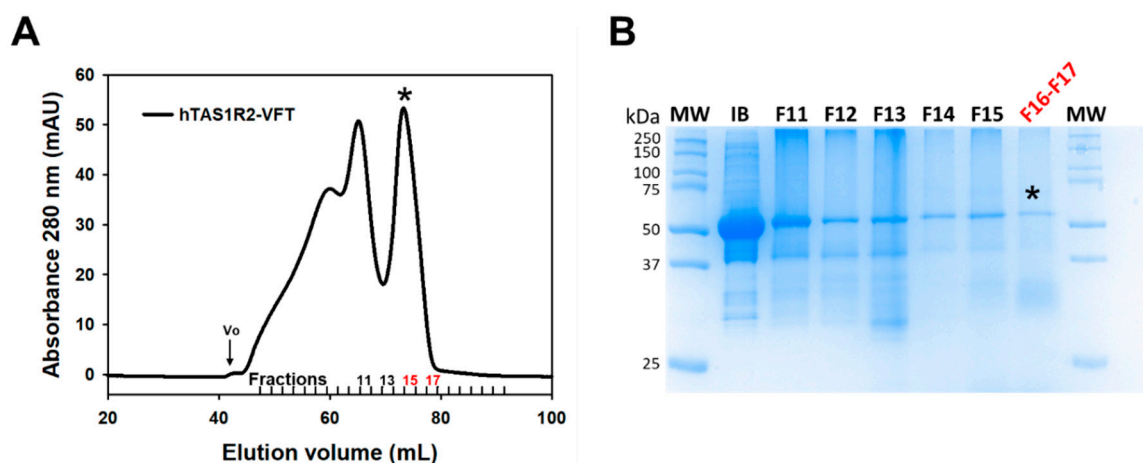 A
Absorbance 280 nm (mAU)
60
50
40
30
20
10
0
hTAS1R2-VFT
*
Vo
Fractions 11 13 15 17
20 40 60 80 100
Elution volume (mL)
B
kDa MW IB F11 F12 F13 F14 F15 F16-F17 MW
250
150
100
75
*
50
37
25